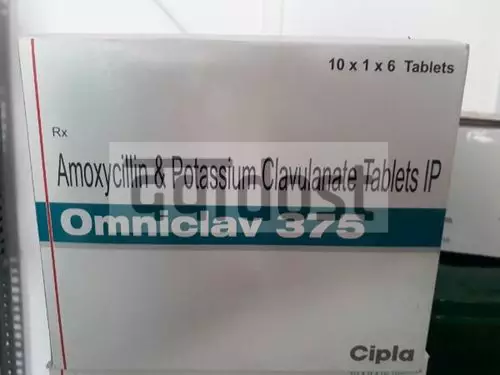 10 x 1 x 6 Tablets
Rx
Amoxycillin & Potassium Clavulanate Tablets IP
Omniclav 375
Cipla